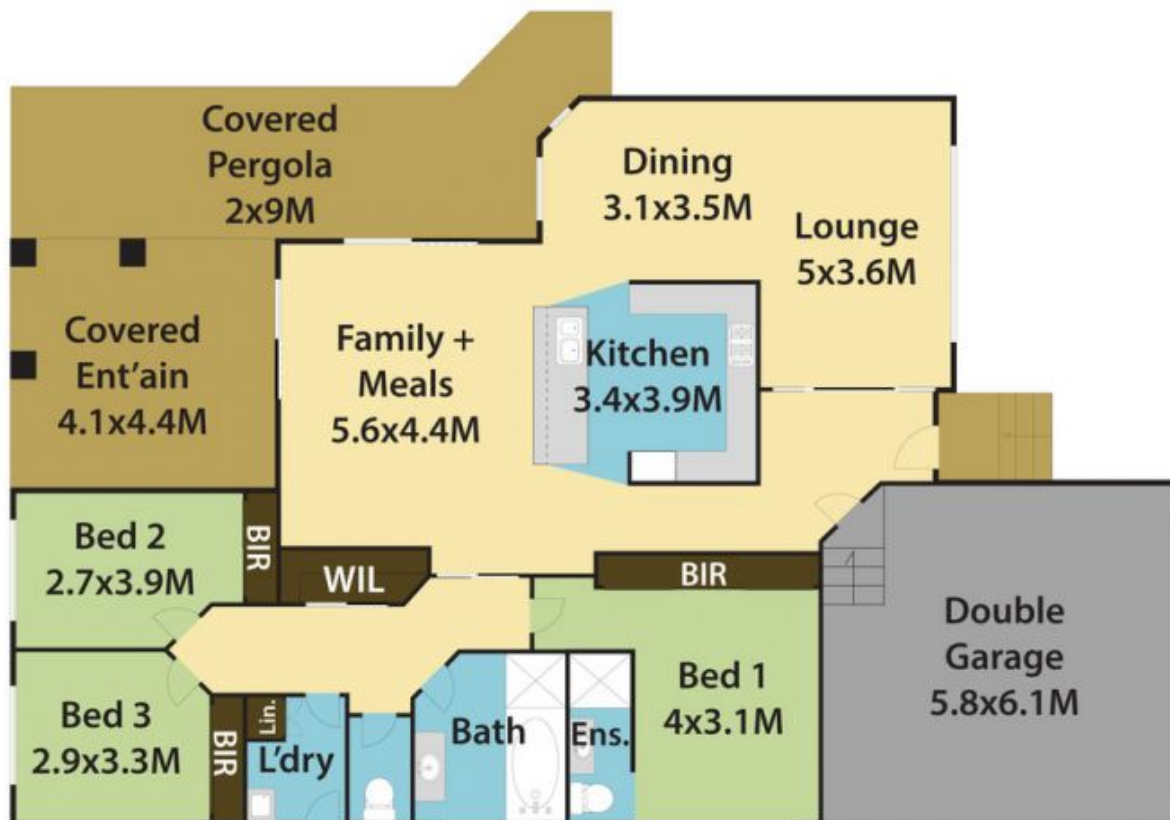 Covered
Pergola
2x9M
Dining
3.1x3.5M
Lounge
5x3.6M
Covered
Ent'ain
4.1x4.4M
Family +
Meals
5.6x4.4M
Kitchen
3.4x3.9M
Bed 2
2.7x3.9M
BIR
WIL
BIR
Double
Garage
5.8x6.1M
Bed 3
2.9x3.3M
BIR
Lin.
L'dry
Bath
Ens.
Bed 1
4x3.1M